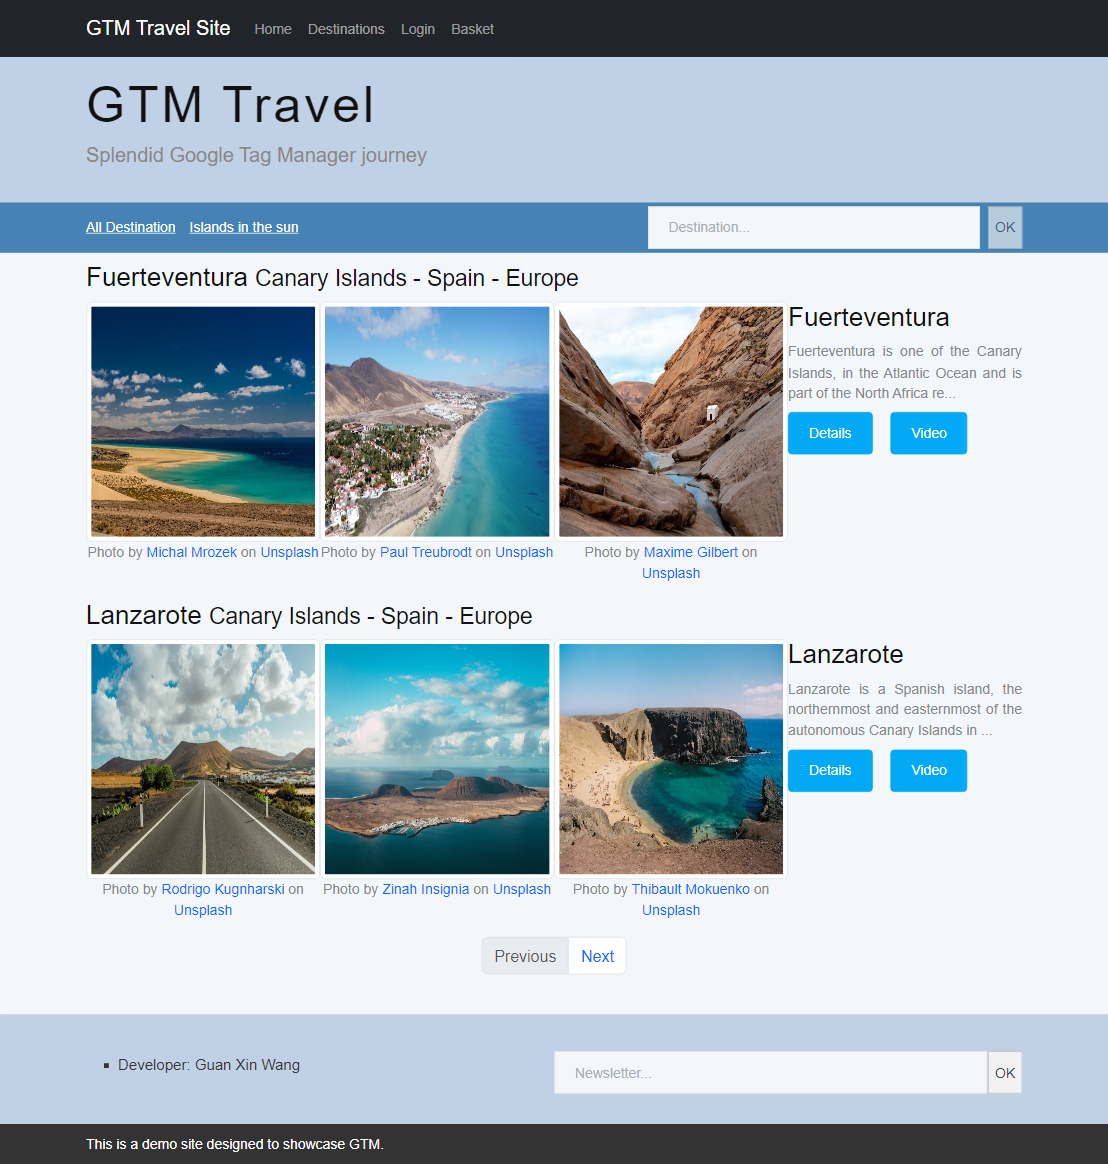 GTM Travel Site Home Destinations Login Basket
GTM Travel
Splendid Google Tag Manager journey
All Destination Islands in the sun Destination... OK
Fuerteventura Canary Islands - Spain - Europe
Fuerteventura
Fuerteventura is one of the Canary
Islands, in the Atlantic Ocean and is
part of the North Africa re...
Details Video
Photo by Michal Mrozek on Unsplash
Photo by Paul Treubrodt on Unsplash
Photo by Maxime Gilbert on
Unsplash
Lanzarote Canary Islands - Spain - Europe
Lanzarote
Lanzarote is a Spanish island, the
northernmost and easternmost of the
autonomous Canary Islands in ...
Details Video
Photo by Rodrigo Kugnharski on
Unsplash
Photo by Zinah Insignia on Unsplash
Photo by Thibault Mokuenko on
Unsplash
Previous Next
Developer: Guan Xin Wang
Newsletter... OK
This is a demo site designed to showcase GTM.